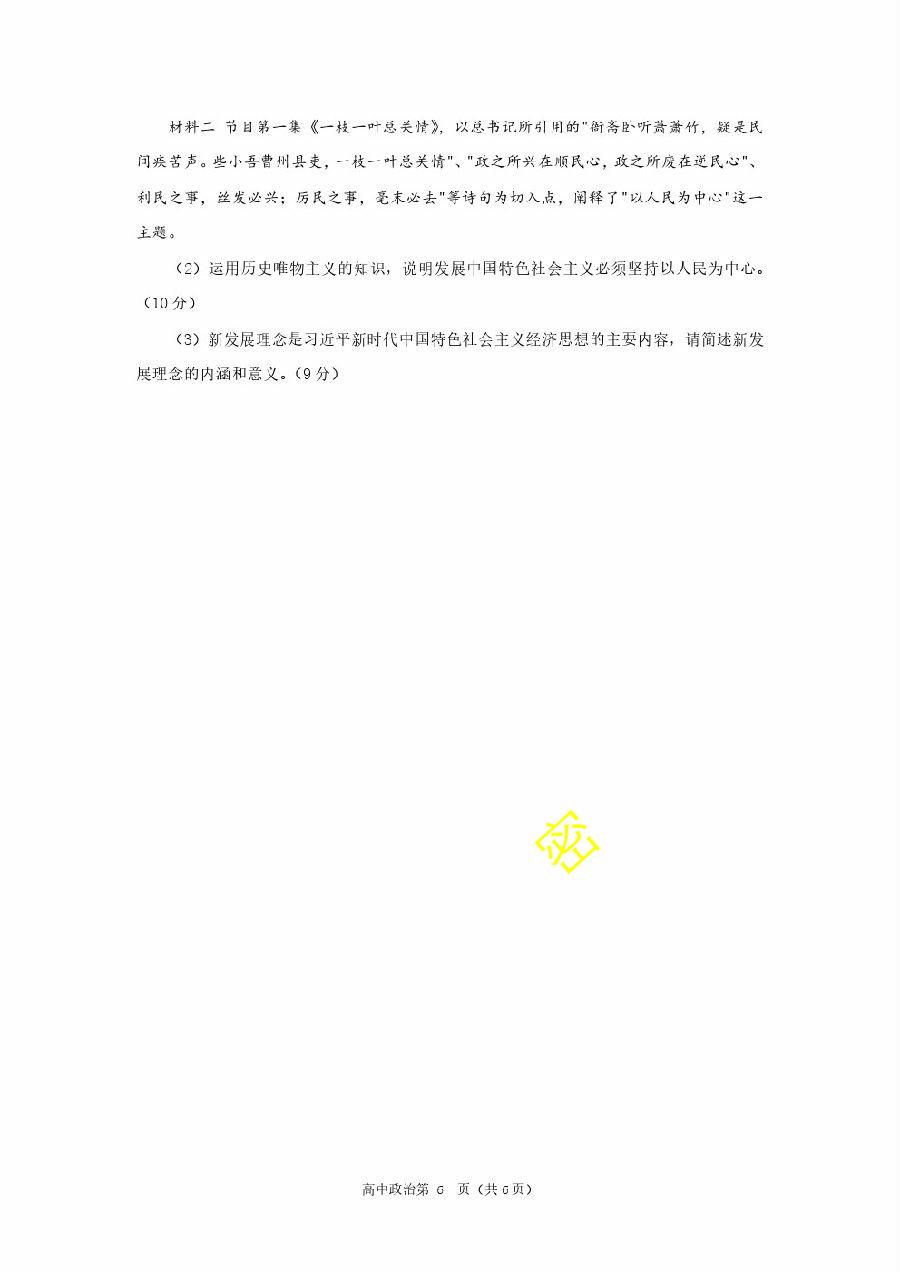 材料二 节目第一集《一枝一叶总关情》，以总书记所引用的"衙斋卧听萧萧竹，疑是民
间疾苦声。些小吾曹州县吏，一枝一叶总关情"、"政之所兴在顺民心，政之所废在逆民心"、
利民之事，丝发必兴；厉民之事，毫末必去"等诗句为切入点，阐释了"以人民为中心"这一
主题。
（2）运用历史唯物主义的知识，说明发展中国特色社会主义必须坚持以人民为中心。
（10分）
（3）新发展理念是习近平新时代中国特色社会主义经济思想的主要内容，请简述新发
展理念的内涵和意义。（9分）
密
高中政治第 6 页（共6页）